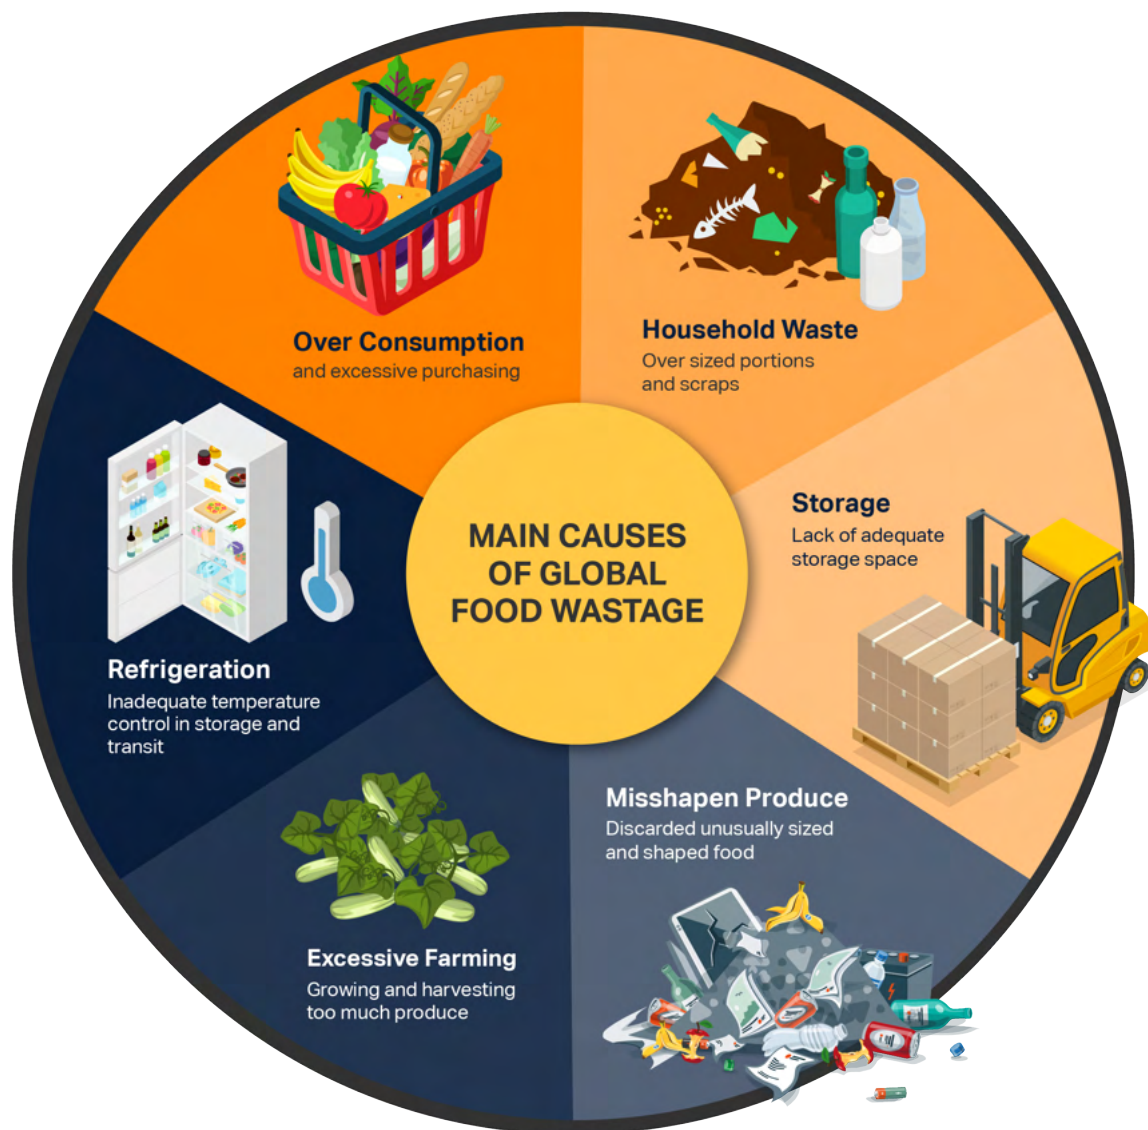 Over Consumption
and excessive purchasing
Household Waste
Over sized portions
and scraps
Storage
Lack of adequate
storage space
MAIN CAUSES
OF GLOBAL
FOOD WASTAGE
Refrigeration
Inadequate temperature
control in storage and
transit
Misshapen Produce
Discarded unusually sized
and shaped food
Excessive Farming
Growing and harvesting
too much produce